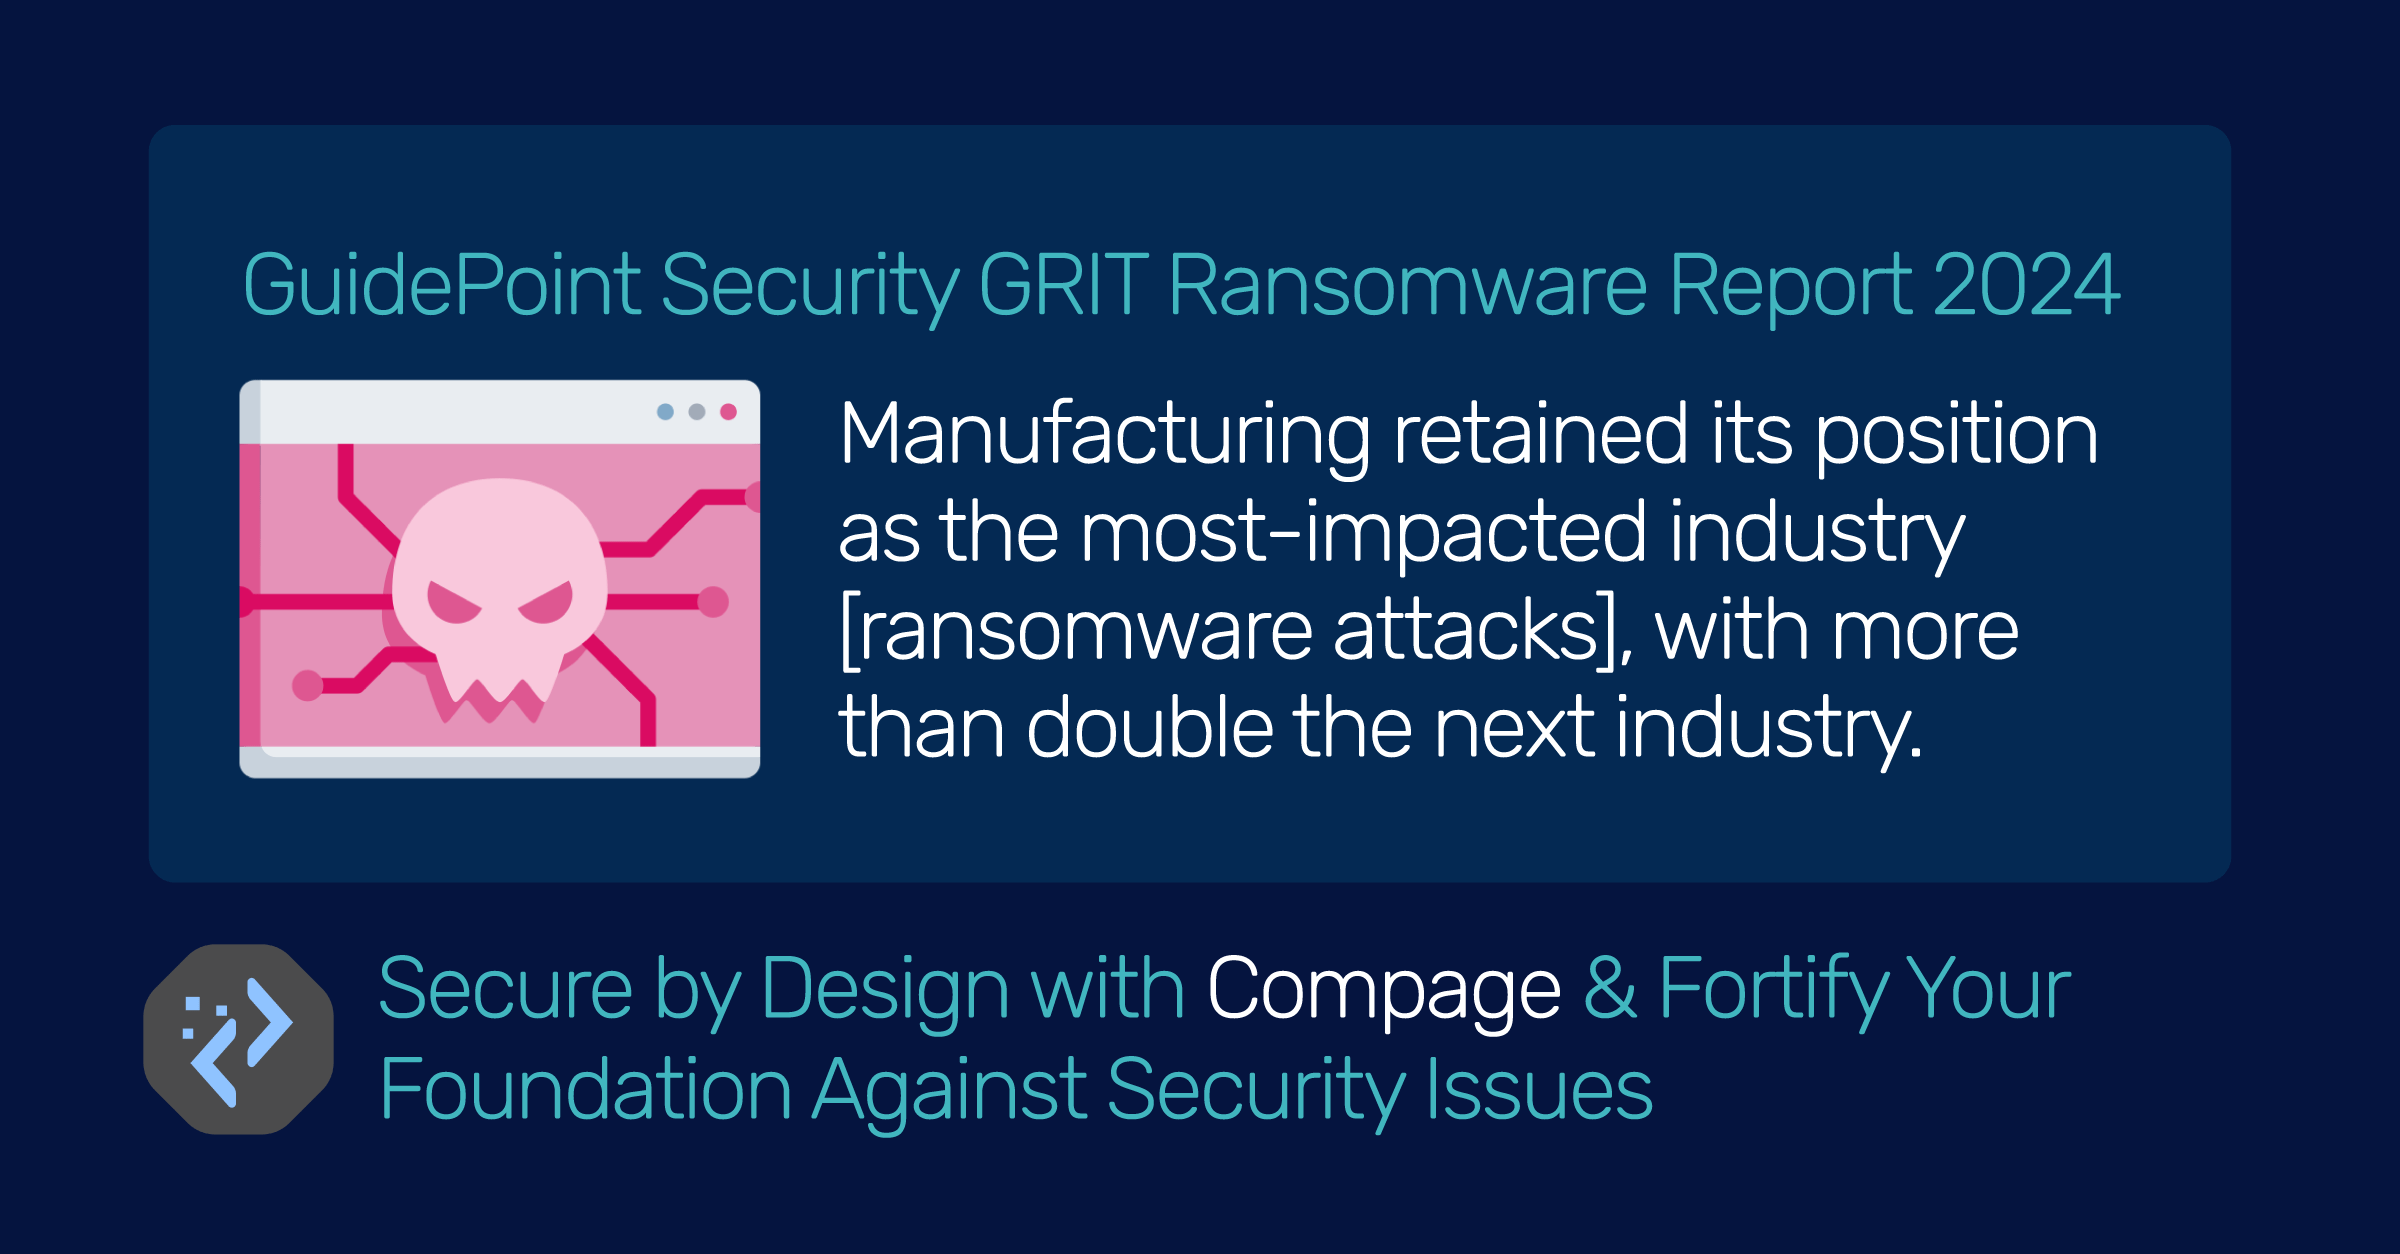 GuidePoint Security GRIT Ransomware Report 2024
Manufacturing retained its position
as the most-impacted industry
[ransomware attacks], with more
than double the next industry.
Secure by Design with Compage & Fortify Your
Foundation Against Security Issues